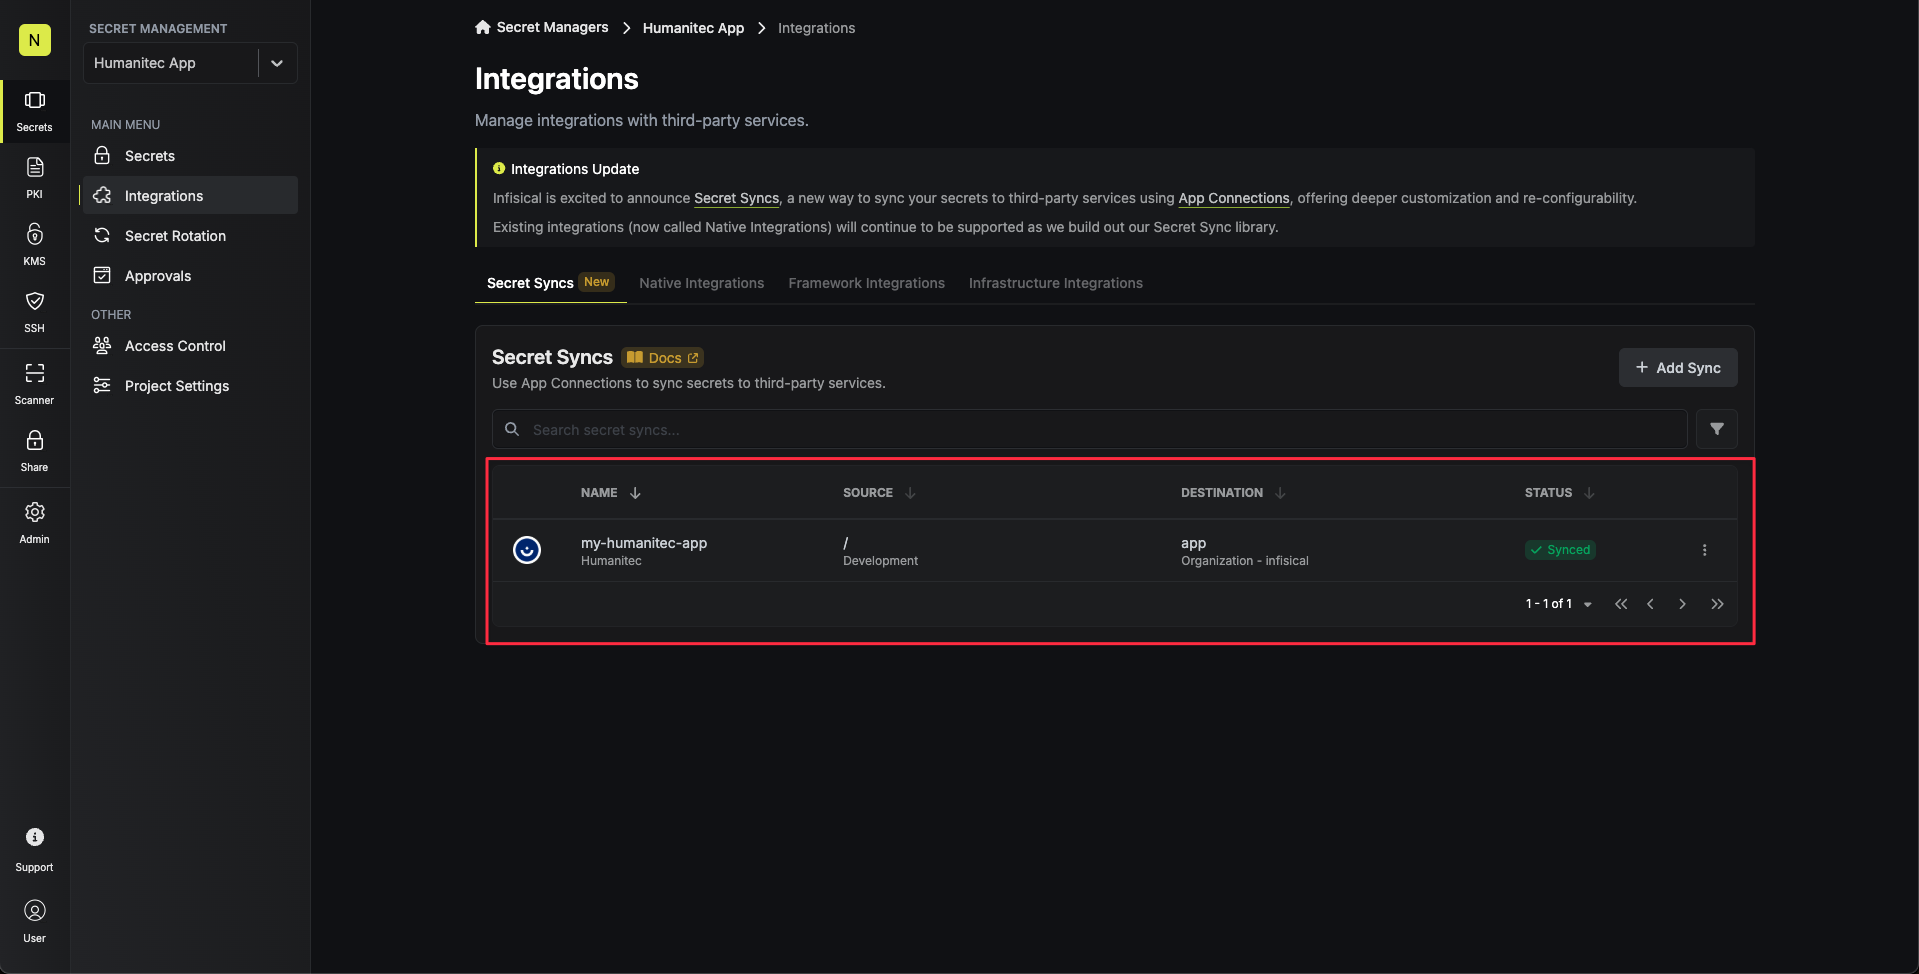 N
Secrets
PKI
KMS
SSH
Scanner
Share
Admin
Support
User
SECRET MANAGEMENT
Humanitec App
MAIN MENU
Secrets
Integrations
Secret Rotation
Approvals
OTHER
Access Control
Project Settings
Secret Managers > Humanitec App > Integrations
Integrations
Manage integrations with third-party services.
Integrations Update
Infisical is excited to announce Secret Syncs, a new way to sync your secrets to third-party services using App Connections, offering deeper customization and re-configurability.
Existing integrations (now called Native Integrations) will continue to be supported as we build out our Secret Sync library.
Secret Syncs New Native Integrations Framework Integrations Infrastructure Integrations
Secret Syncs Docs
Use App Connections to sync secrets to third-party services.
+ Add Sync
Search secret syncs...
NAME SOURCE DESTINATION STATUS
my-humanitec-app / app Synced
Humanitec Development Organization - infisical
1 - 1 of 1